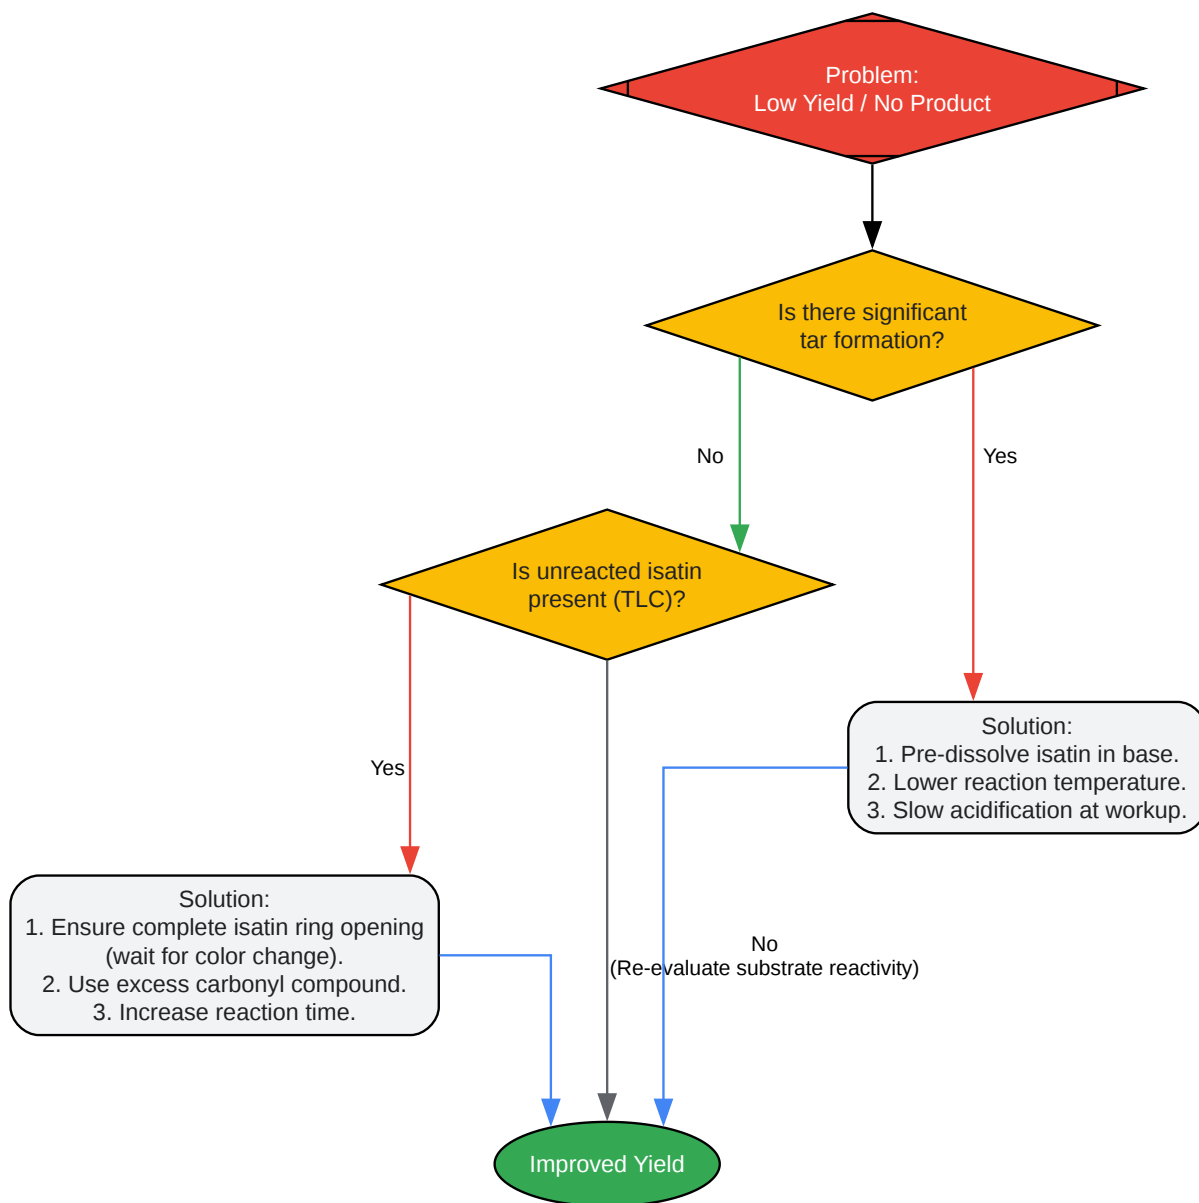 Problem:
Low Yield / No Product
Is there significant
tar formation?
No
Yes
Is unreacted isatin
present (TLC)?
Solution:
1. Pre-dissolve isatin in base.
2. Lower reaction temperature.
3. Slow acidification at workup.
Yes
Solution:
1. Ensure complete isatin ring opening
(wait for color change).
2. Use excess carbonyl compound.
3. Increase reaction time.
No
(Re-evaluate substrate reactivity)
Improved Yield